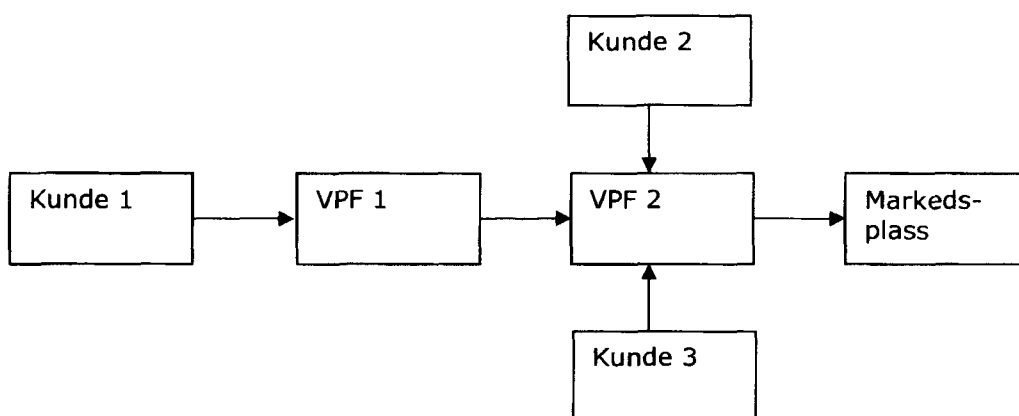 Kunde 2
Kunde 1
VPF 1
VPF 2
Markeds-
plass
Kunde 3